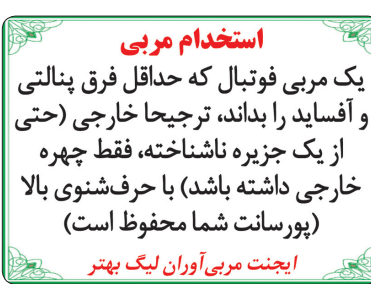 استخدام مربی
یک مربی فوتبال که حداقل فرق پنالتی
و آفساید را بداند، ترجیحا خارجی (حتی
از یک جزیره ناشناخته، فقط چهره
خارجی داشته باشد) با حرف‌شنوی بالا
(پورسانت شما محفوظ است)
ایجنت مربی‌آوران لیگ بهتر